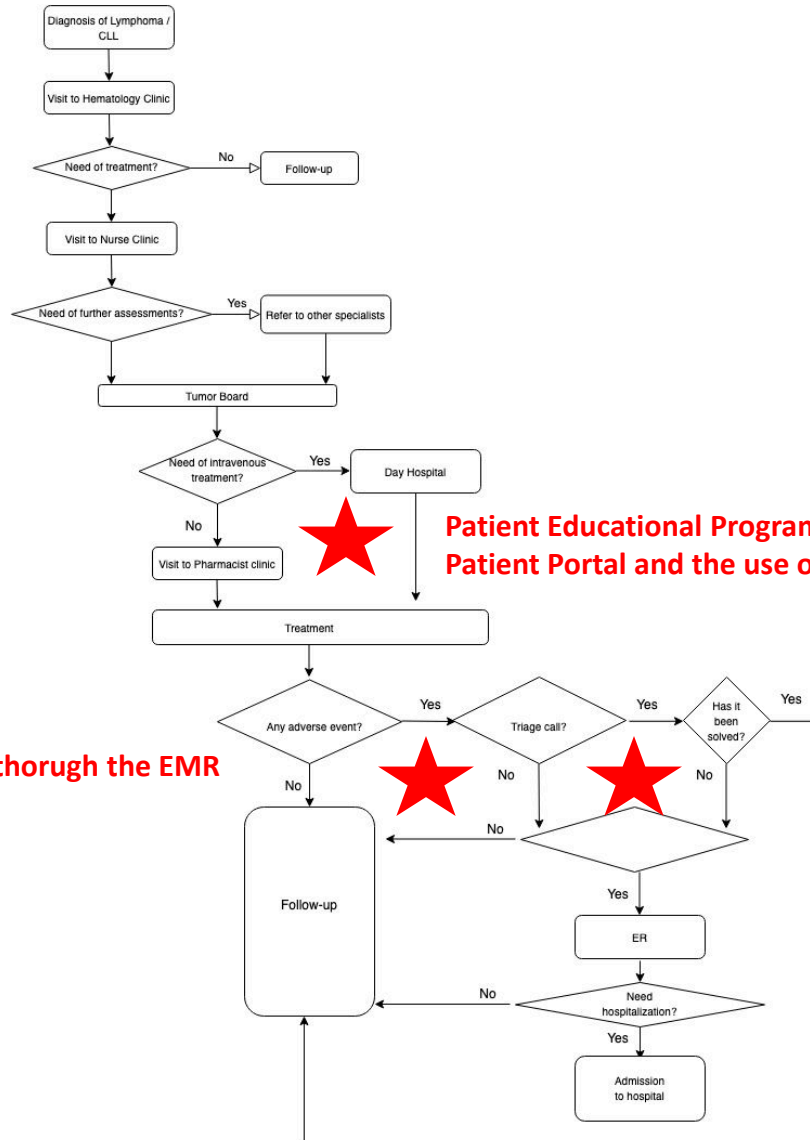 Diagnosis of Lymphoma /
CLL
Visit to Hematology Clinic
Need of treatment?
No
Follow-up
Visit to Nurse Clinic
Need of further assessments?
Yes
Refer to other specialists
Tumor Board
Need of intravenous
treatment?
Yes
Day Hospital
No
Patient Educational Program
Patient Portal and the use o
Visit to Pharmacist clinic
Treatment
Any adverse event?
Yes
Triage call?
Yes
Has it
been
solved?
Yes
thorugh the EMR
No
No
No
No
Follow-up
Yes
ER
No
Need
hospitalization?
Yes
Admission
to hospital